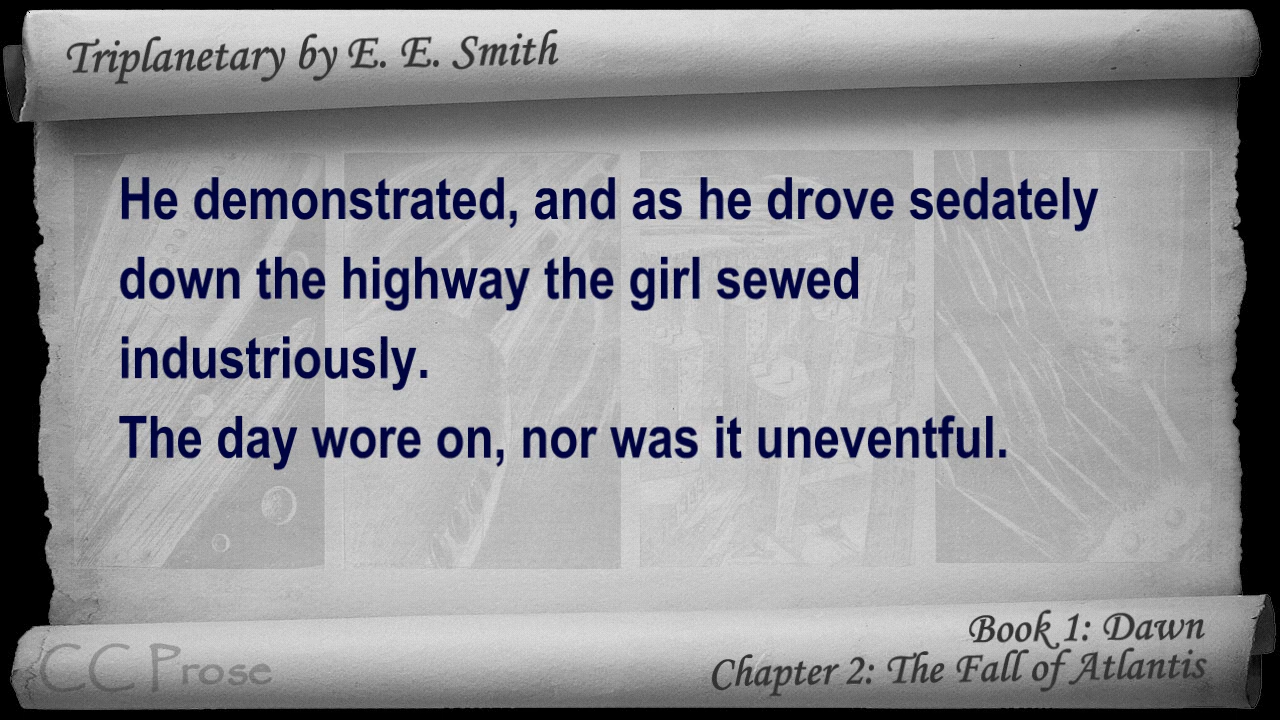 Triplanetary by E. E. Smith
He demonstrated, and as he drove sedately
down the highway the girl sewed
industriously.
The day wore on, nor was it uneventful.
Book 1: Dawn
CC Prose
Chapter 2: The Fall of Atlantis